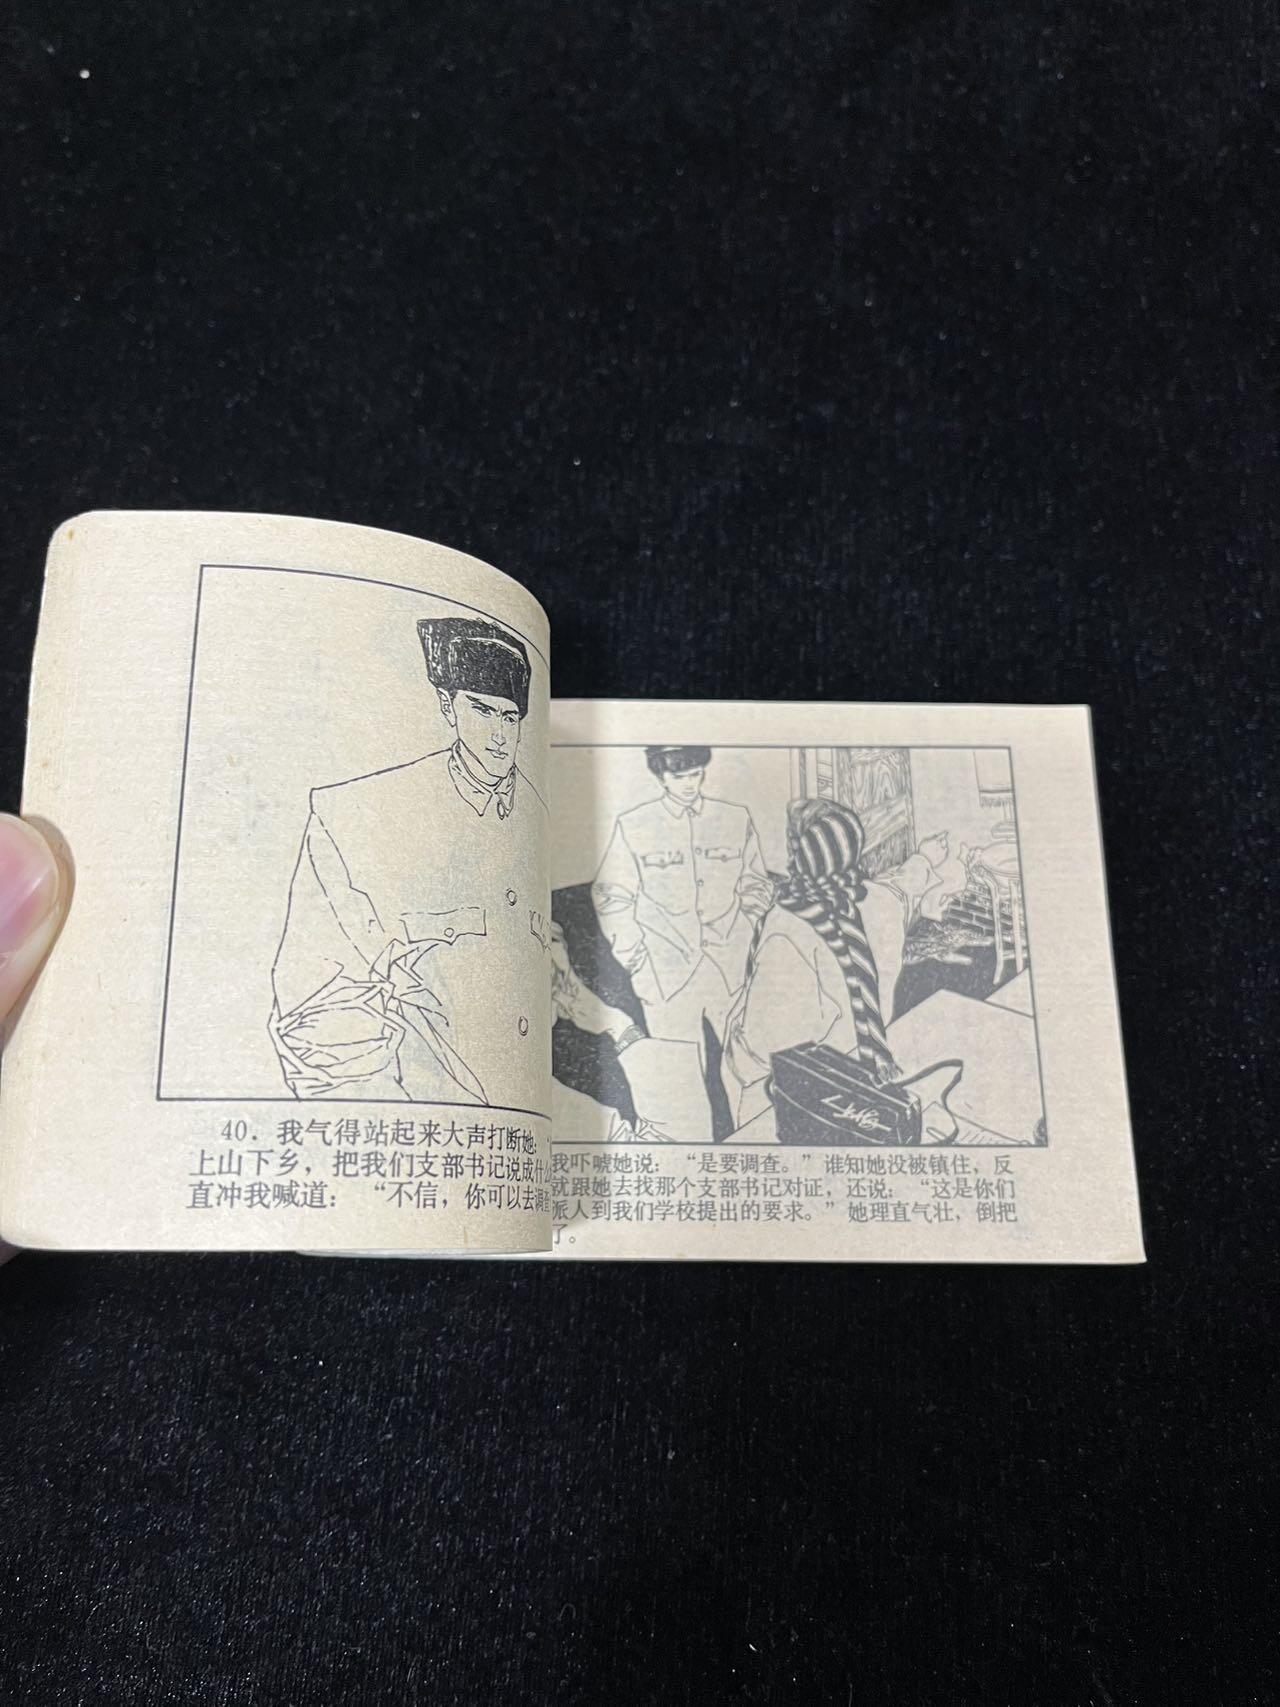 40. 我气得站起来大声打断她：“
上山下乡，把我们支部书记说成什么
直冲我喊道：“不信，你可以去调查
我吓唬她说：“是要调查。”谁知她没被镇住，反
就跟她去找那个支部书记对证，还说：“这是你们
派人到我们学校提出的要求。”她理直气壮，倒把
了。